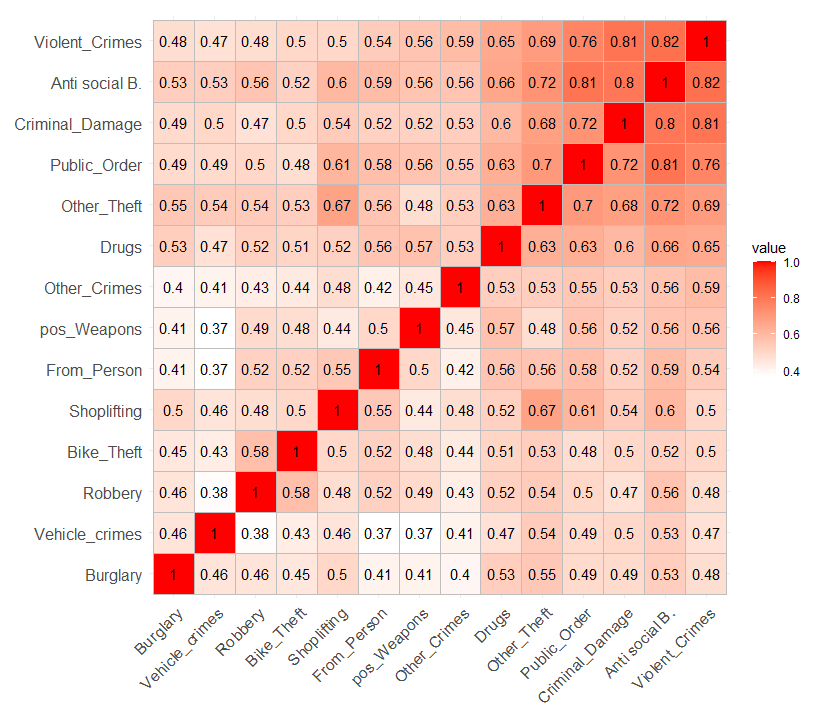 Violent_Crimes 0.48 0.47 0.48 0.5 0.5 0.54 0.56 0.59 0.65 0.69 0.76 0.81 0.82 1
Anti social B. 0.53 0.53 0.56 0.52 0.6 0.59 0.56 0.56 0.66 0.72 0.81 0.8 1 0.82
Criminal_Damage 0.49 0.5 0.47 0.5 0.54 0.52 0.52 0.53 0.6 0.68 0.72 1 0.8 0.81
Public_Order 0.49 0.49 0.5 0.48 0.61 0.58 0.56 0.55 0.63 0.7 1 0.72 0.81 0.76
Other_Theft 0.55 0.54 0.54 0.53 0.67 0.56 0.48 0.53 0.63 1 0.7 0.68 0.72 0.69
Drugs 0.53 0.47 0.52 0.51 0.52 0.56 0.57 0.53 1 0.63 0.63 0.6 0.66 0.65
Other_Crimes 0.4 0.41 0.43 0.44 0.48 0.42 0.45 1 0.53 0.53 0.55 0.53 0.56 0.59
pos_Weapons 0.41 0.37 0.49 0.48 0.44 0.5 1 0.45 0.57 0.48 0.56 0.52 0.56 0.56
From_Person 0.41 0.37 0.52 0.52 0.55 1 0.5 0.42 0.56 0.56 0.58 0.52 0.59 0.54
Shoplifting 0.5 0.46 0.48 0.5 1 0.55 0.44 0.48 0.52 0.67 0.61 0.54 0.6 0.5
Bike_Theft 0.45 0.43 0.58 1 0.5 0.52 0.48 0.44 0.51 0.53 0.48 0.5 0.52 0.5
Robbery 0.46 0.38 1 0.58 0.48 0.52 0.49 0.43 0.52 0.54 0.5 0.47 0.56 0.48
Vehicle_crimes 0.46 1 0.38 0.43 0.46 0.37 0.37 0.41 0.47 0.54 0.49 0.5 0.53 0.47
Burglary 1 0.46 0.46 0.45 0.5 0.41 0.41 0.4 0.53 0.55 0.49 0.49 0.53 0.48
Burglary
Vehicle_crimes
Robbery
Bike_Theft
Shoplifting
From_Person
pos_Weapons
Other_Crimes
Drugs
Other_Theft
Public_Order
Criminal_Damage
Anti social B.
Violent_Crimes
value
1.0
0.8
0.6
0.4